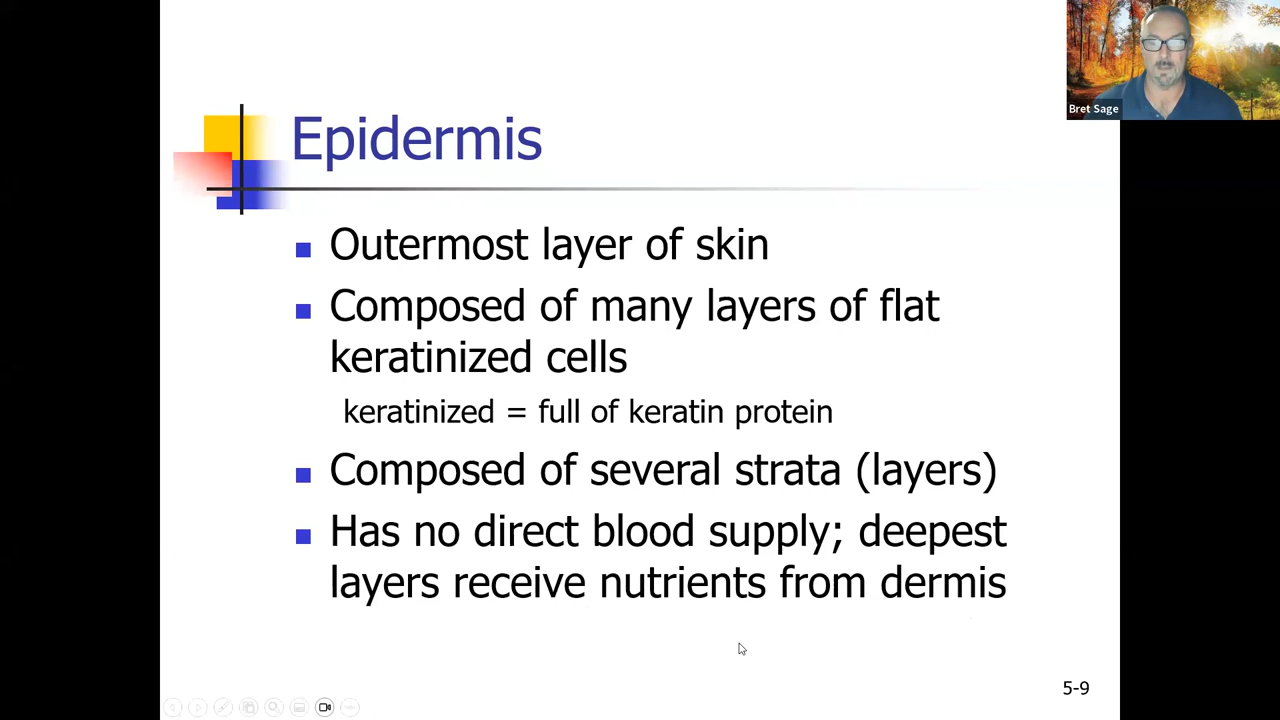 Bret Sage
Epidermis
Outermost layer of skin
Composed of many layers of flat
keratinized cells
keratinized = full of keratin protein
Composed of several strata (layers)
Has no direct blood supply; deepest
layers receive nutrients from dermis
5-9